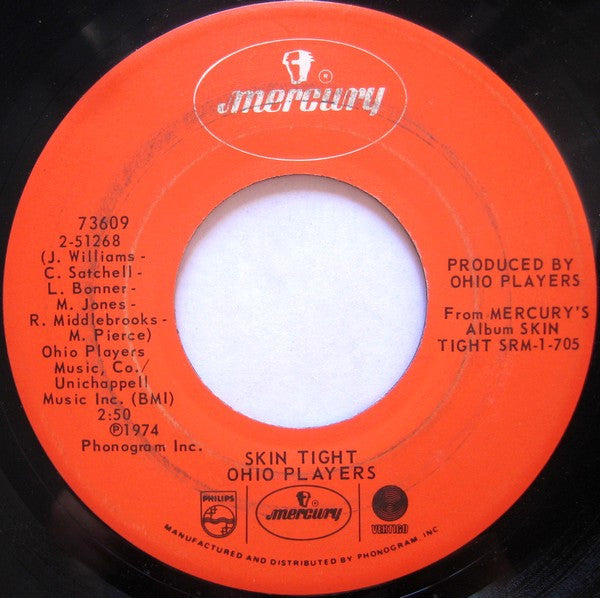 ® mercury
73609
2-51268
(J. Williams -
C. Satchell -
L. Bonner -
M. Jones -
R. Middlebrooks -
M. Pierce)
Ohio Players
Music, Co./
Unichappell
Music Inc. (BMI)
2:50
Ⓟ1974
Phonogram Inc.
PRODUCED BY
OHIO PLAYERS
From MERCURY'S
Album SKIN
TIGHT SRM-1-705
SKIN TIGHT
OHIO PLAYERS
PHILIPS
mercury
VERTIGO
MANUFACTURED AND DISTRIBUTED BY PHONOGRAM, INC